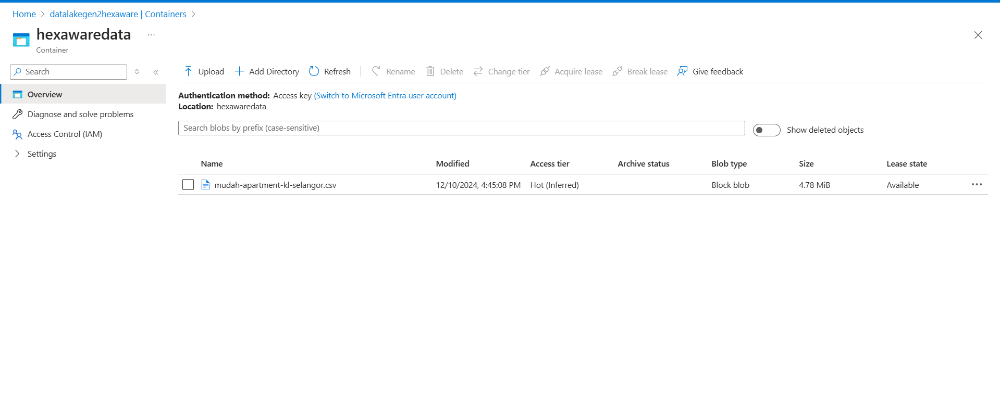 Home > datalakegen2hexaware | Containers >
hexawaredata ...
Container
Search
Upload Add Directory Refresh Rename Delete Change tier Acquire lease Break lease Give feedback
Overview
Diagnose and solve problems
Access Control (IAM)
Settings
Authentication method: Access key (Switch to Microsoft Entra user account)
Location: hexawaredata
Search blobs by prefix (case-sensitive)
Show deleted objects
Name Modified Access tier Archive status Blob type Size Lease state
mudah-apartment-kl-selangor.csv 12/10/2024, 4:45:08 PM Hot (Inferred) Block blob 4.78 MiB Available ...